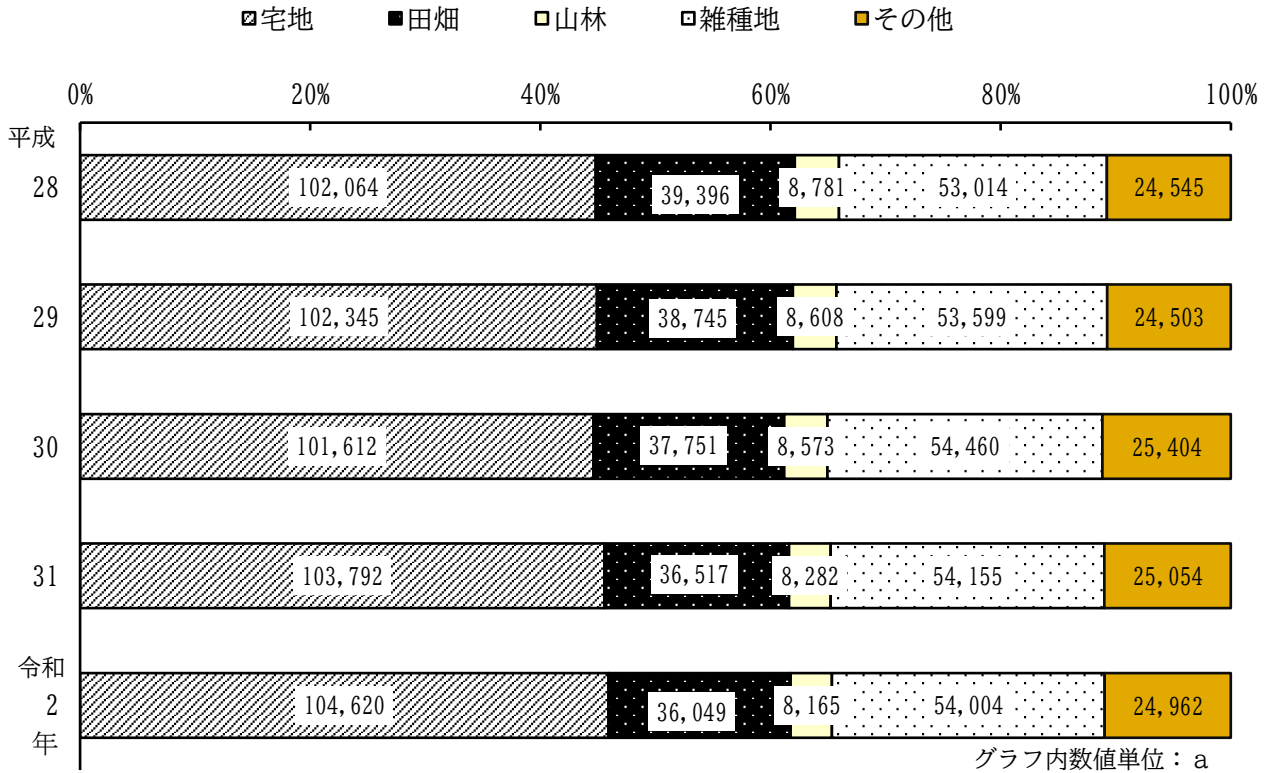 宅地 田畑 山林 雑種地 その他
0% 20% 40% 60% 80% 100%
平成
28 102,064 39,396 8,781 53,014 24,545
29 102,345 38,745 8,608 53,599 24,503
30 101,612 37,751 8,573 54,460 25,404
31 103,792 36,517 8,282 54,155 25,054
令和
2 104,620 36,049 8,165 54,004 24,962
年
グラフ内数値単位：a